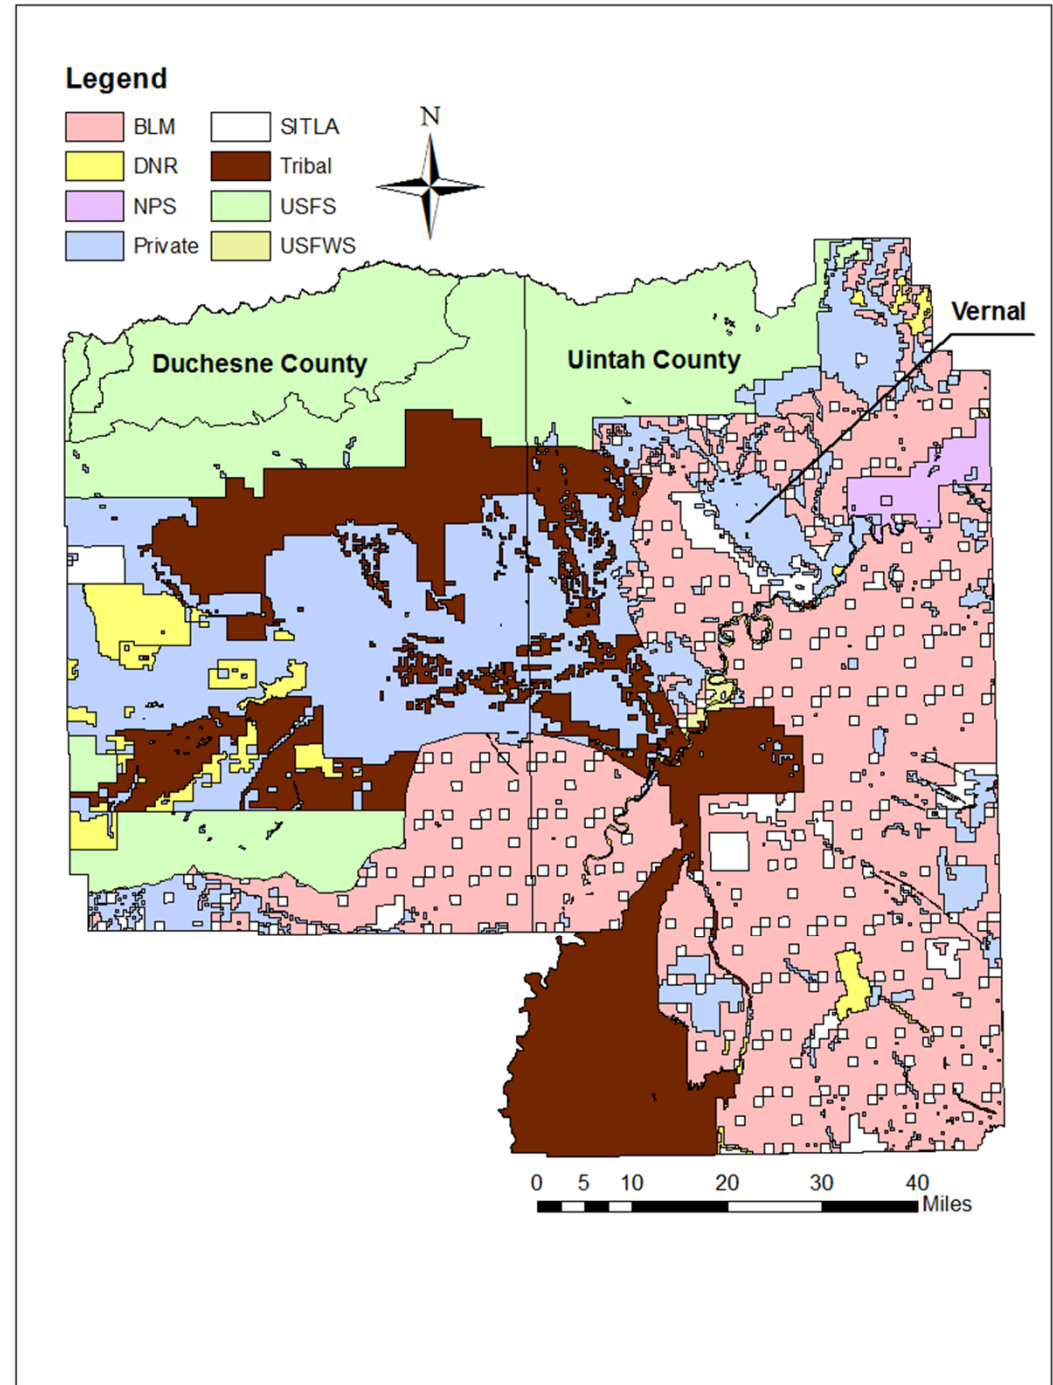 Legend
BLM SITLA
DNR Tribal
NPS USFS
Private USFWS
N
Vernal
Duchesne County Uintah County
0 5 10 20 30 40
Miles